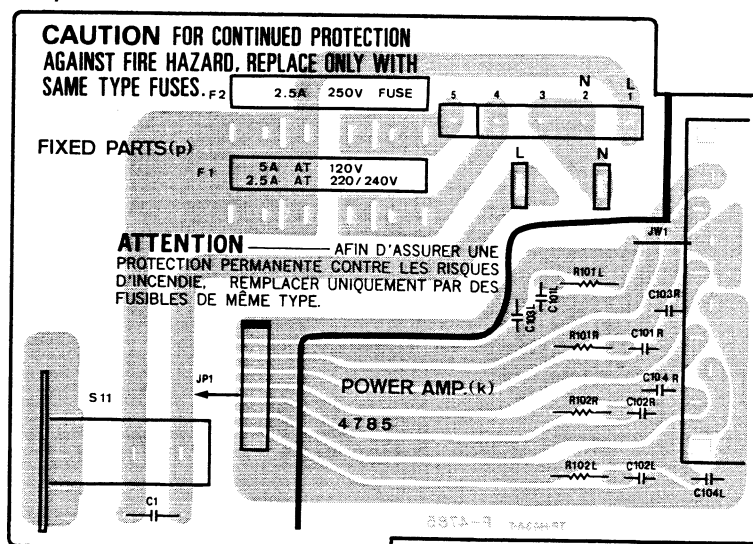 CAUTION FOR CONTINUED PROTECTION
AGAINST FIRE HAZARD, REPLACE ONLY WITH
SAME TYPE FUSES.
F2
2.5A 250V FUSE
5 4 3 N 2 L 1
FIXED PARTS(p)
F1
5A AT 120V
2.5A AT 220/240V
L N
ATTENTION AFIN D'ASSURER UNE
PROTECTION PERMANENTE CONTRE LES RISQUES
D'INCENDIE, REMPLACER UNIQUEMENT PAR DES
FUSIBLES DE MÊME TYPE.
JW1
R101L
C101L
C103L
C103R
R101R
C101R
JP1
S11
POWER AMP.(k)
4785
C104R
R102R
C102R
R102L
C102L
C104L
C1
F-4785